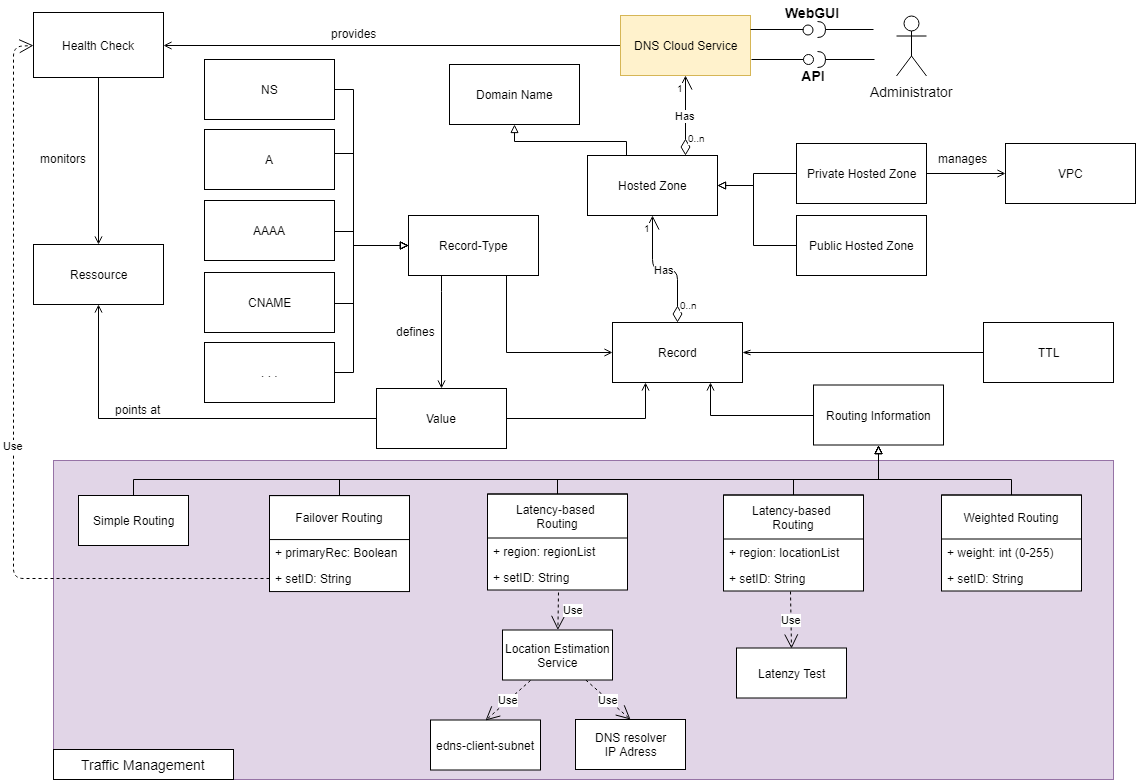 WebGUI
API
Administrator
DNS Cloud Service
provides
Health Check
1
Has
0..n
NS
Domain Name
A
monitors
Hosted Zone
Private Hosted Zone
manages
VPC
AAAA
Record-Type
1
Public Hosted Zone
Ressource
Has
CNAME
0..n
defines
Record
TTL
. . .
points at
Value
Routing Information
Use
Simple Routing
Failover Routing
+ primaryRec: Boolean
+ setID: String
Latency-based
Routing
+ region: regionList
+ setID: String
Latency-based
Routing
+ region: locationList
+ setID: String
Weighted Routing
+ weight: int (0-255)
+ setID: String
Use
Use
Location Estimation
Service
Latenzy Test
Use
Use
edns-client-subnet
DNS resolver
IP Adress
Traffic Management